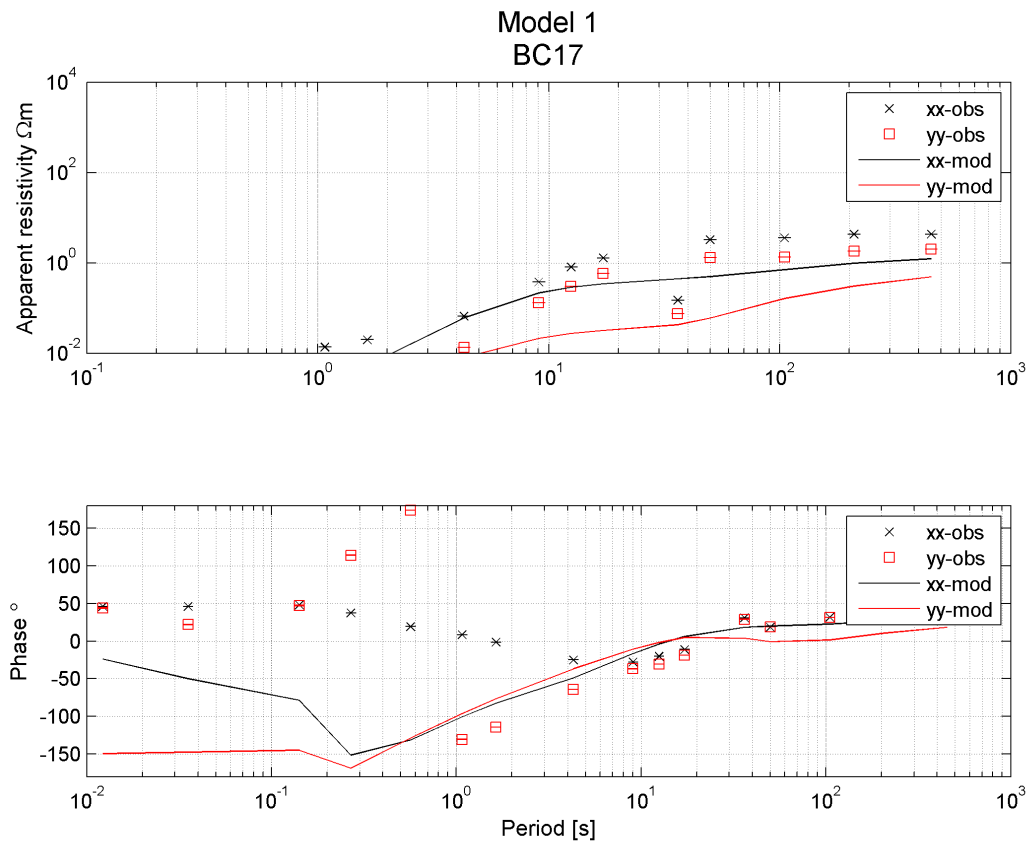 Model 1
BC17
Apparent resistivity Ωm
10^4
10^2
10^0
10^-2
10^-1
10^0
10^1
10^2
10^3
xx-obs
yy-obs
xx-mod
yy-mod
Phase °
150
100
50
0
-50
-100
-150
10^-2
10^-1
10^0
10^1
10^2
10^3
xx-obs
yy-obs
xx-mod
yy-mod
Period [s]